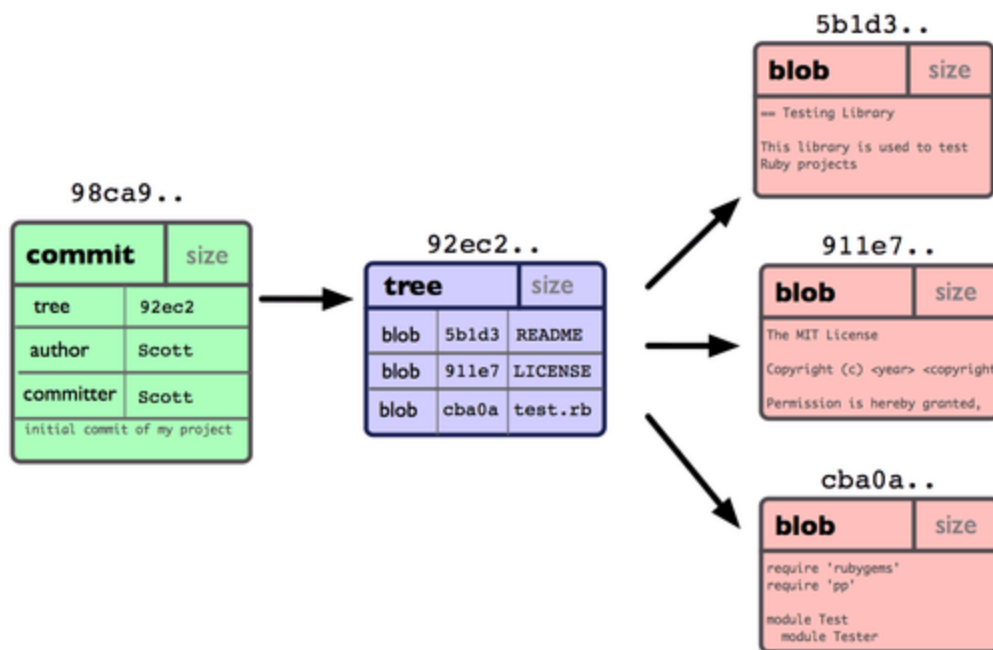 98ca9..
commit size
tree 92ec2
author Scott
committer Scott
initial commit of my project
92ec2..
tree size
blob 5b1d3 README
blob 911e7 LICENSE
blob cba0a test.rb
5b1d3..
blob size
== Testing Library
This library is used to test
Ruby projects
911e7..
blob size
The MIT License
Copyright (c) <year> <copyright
Permission is hereby granted,
cba0a..
blob size
require 'rubygems'
require 'pp'
module Test
module Tester